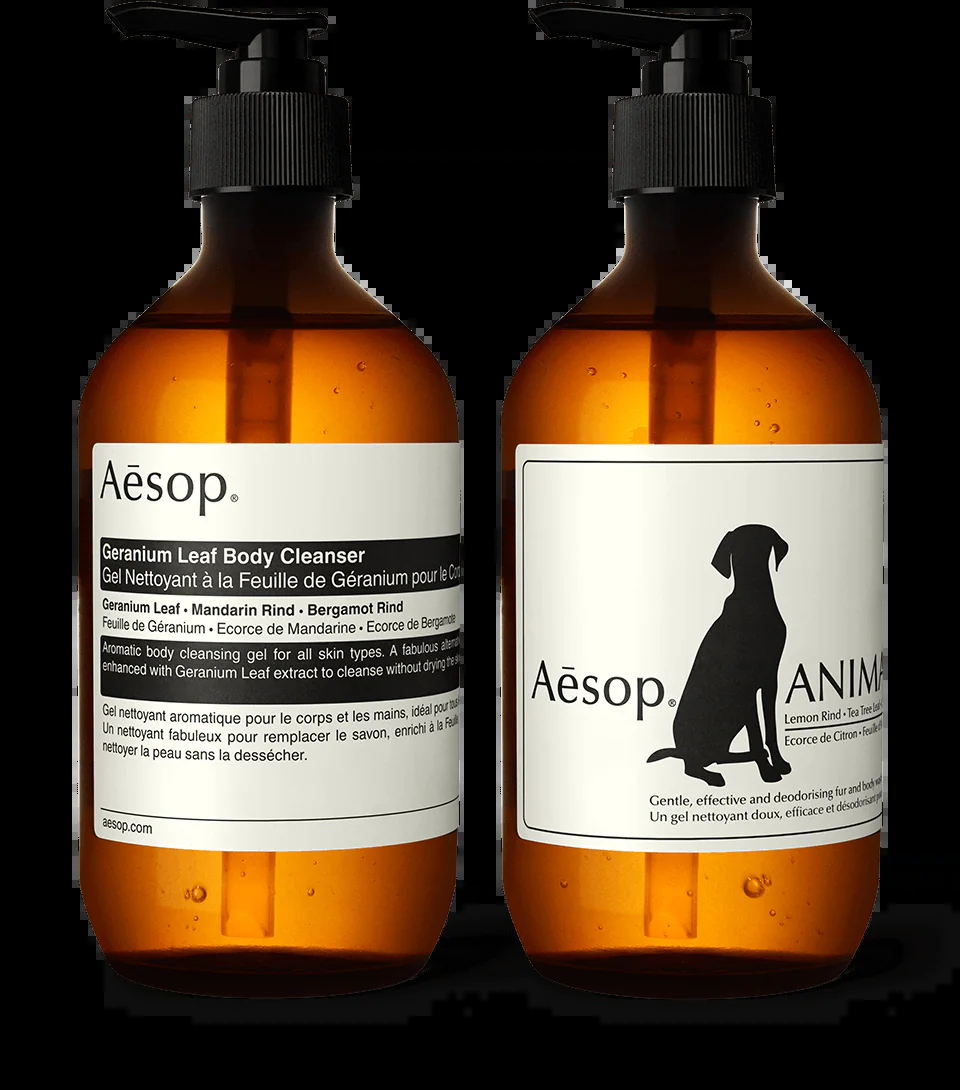 Aēsop®
Geranium Leaf Body Cleanser
Gel Nettoyant à la Feuille de Géranium pour le
Geranium Leaf • Mandarin Rind • Bergamot Rind
Feuille de Géranium • Ecorce de Mandarine • Ecorce de Bergamote
Aromatic body cleansing gel for all skin types. A fabulous
enhanced with Geranium Leaf extract to cleanse without drying the
Gel nettoyant aromatique pour le corps et les mains, idéal pour
Un nettoyant fabuleux pour remplacer le savon, enrichi à la Feuille
nettoyer la peau sans la dessécher.
aesop.com
Aēsop® ANIMA
Lemon Rind • Tea Tree Leaf
Ecorce de Citron • Feuille
Gentle, effective and deodorising fur and body
Un gel nettoyant doux, efficace et désodorisant